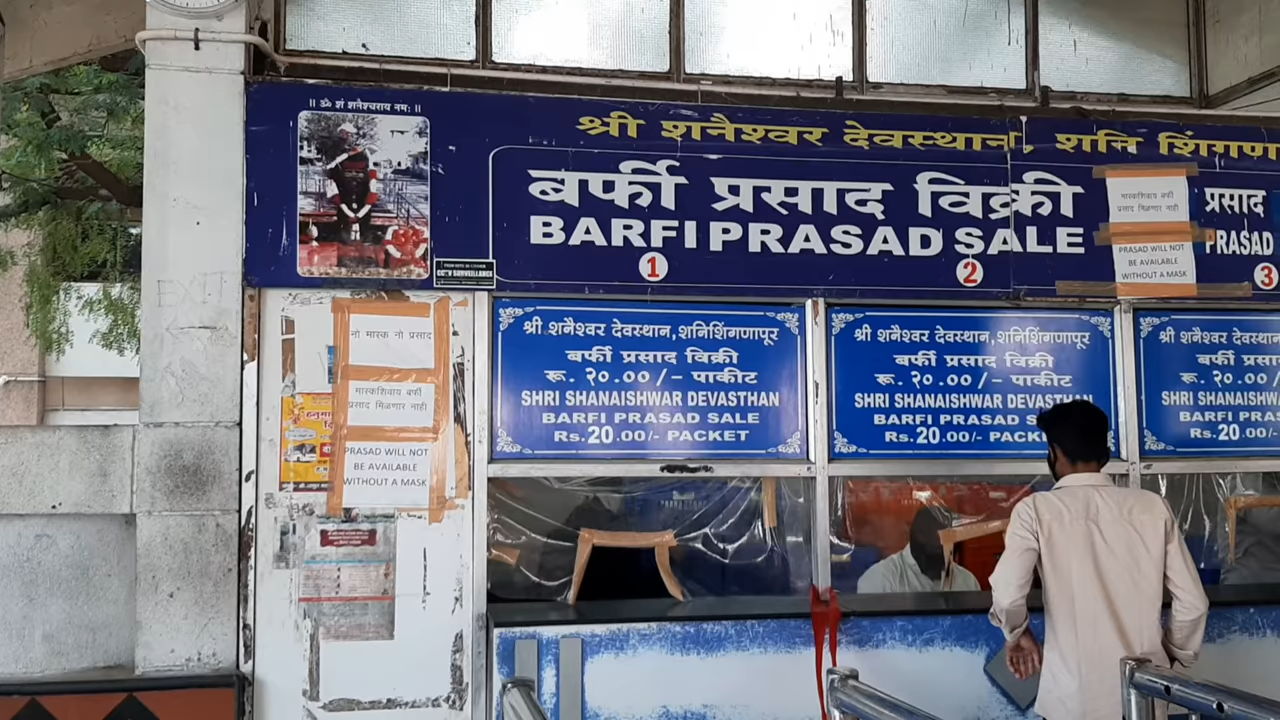 ॥ ॐ शं शनैश्चराय नमः ॥
श्री शनैश्वर देवस्थान, शनि शिंगणा
बर्फी प्रसाद विक्री
BARFI PRASAD SALE
1
2
CCTV SURVEILLANCE
मास्कशिवाय बर्फी
प्रसाद मिळणार नाही
PRASAD WILL NOT
BE AVAILABLE
WITHOUT A MASK
प्रसाद
PRASAD
3
नो मास्क नो प्रसाद
मास्कशिवाय बर्फी
प्रसाद मिळणार नाही
PRASAD WILL NOT
BE AVAILABLE
WITHOUT A MASK
श्री शनैश्वर देवस्थान,शनिशिंगणापूर
बर्फी प्रसाद विक्री
रू. २०.०० /- पाकीट
SHRI SHANAISHWAR DEVASTHAN
BARFI PRASAD SALE
Rs.20.00/- PACKET
श्री शनैश्वर देवस्थान,शनिशिंगणापूर
बर्फी प्रसाद विक्री
रू. २०.०० /- पाकीट
SHRI SHANAISHWAR DEVASTHAN
BARFI PRASAD S
Rs.20.00/- PACK
श्री शनैश्वर देवस्थान
बर्फी प्रसा
रू. २०.००
SHRI SHANAISHWA
BARFI PRA
Rs.20.00/-
EXIT